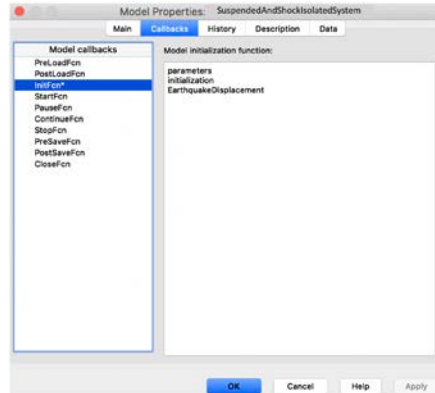 Model Properties: SuspendedAndShockIsolatedSystem
Main Callbacks History Description Data
Model callbacks
PreLoadFcn
PostLoadFcn
InitFcn*
StartFcn
PauseFcn
ContinueFcn
StopFcn
PreSaveFcn
PostSaveFcn
CloseFcn
Model initialization function:
parameters
initialization
EarthquakeDisplacement
OK Cancel Help Apply